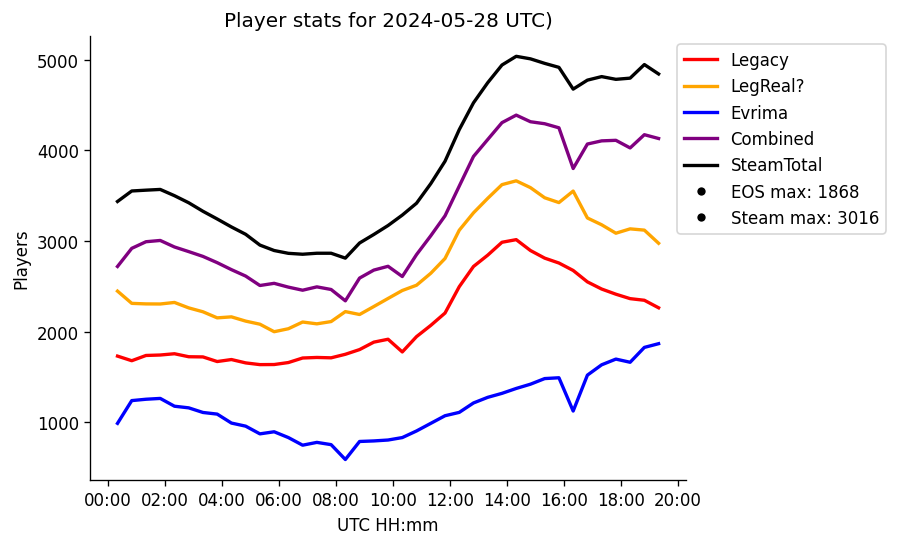 Player stats for 2024-05-28 UTC)
5000
4000
3000
2000
1000
Players
00:00 02:00 04:00 06:00 08:00 10:00 12:00 14:00 16:00 18:00 20:00
UTC HH:mm
Legacy
LegReal?
Evrima
Combined
SteamTotal
EOS max: 1868
Steam max: 3016